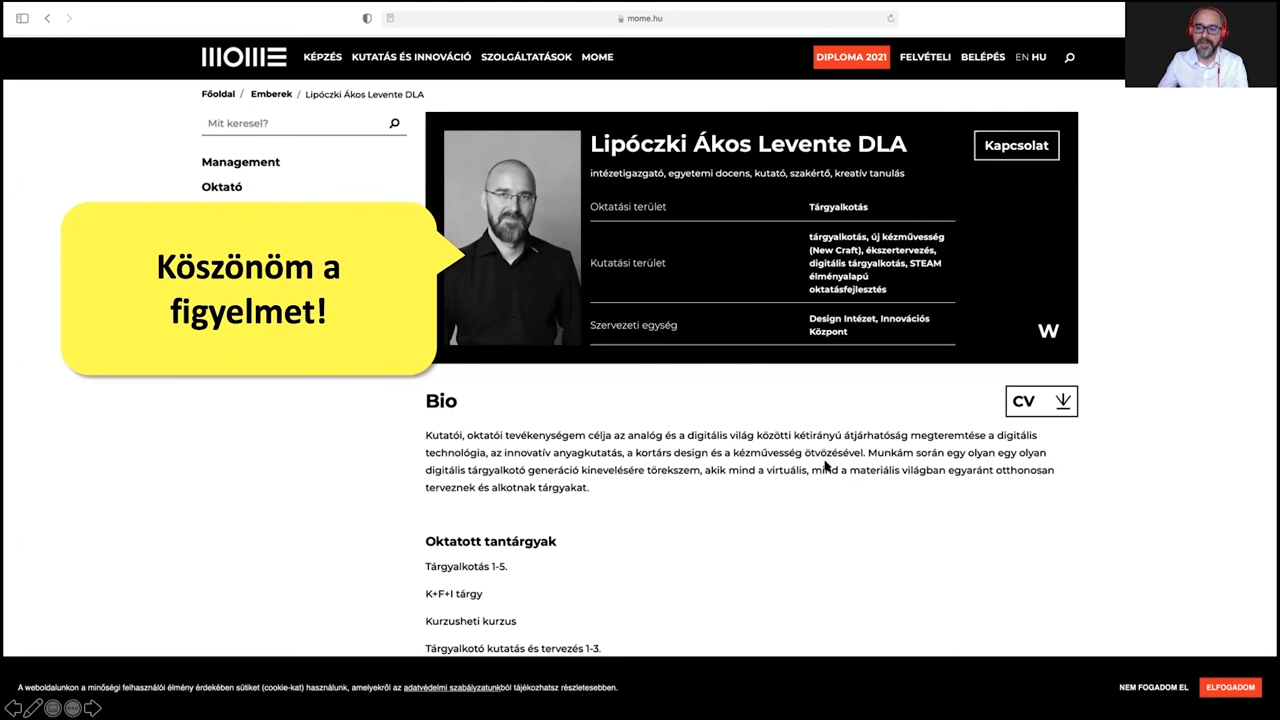 mome.hu
MOME
KÉPZÉS KUTATÁS ÉS INNOVÁCIÓ SZOLGÁLTATÁSOK MOME
DIPLOMA 2021 FELVÉTELI BELÉPÉS EN HU
Főoldal / Emberek / Lipóczki Ákos Levente DLA
Mit keresel?
Management
Oktató
Köszönöm a
figyelmet!
Lipóczki Ákos Levente DLA
Kapcsolat
intézetigazgató, egyetemi docens, kutató, szakértő, kreatív tanulás
Oktatási terület
Tárgyalkotás
Kutatási terület
tárgyalkotás, új kézművesség
(New Craft), ékszertervezés,
digitális tárgyalkotás, STEAM
élményalapú
oktatásfejlesztés
Szervezeti egység
Design Intézet, Innovációs
Központ
W
Bio
CV
Kutatói, oktatói tevékenységem célja az analóg és a digitális világ közötti kétirányú átjárhatóság megteremtése a digitális
technológia, az innovatív anyagkutatás, a kortárs design és a kézművesség ötvözésével. Munkám során egy olyan egy olyan
digitális tárgyalkotó generáció kinevelésére törekszem, akik mind a virtuális, mind a materiális világban egyaránt otthonosan
terveznek és alkotnak tárgyakat.
Oktatott tantárgyak
Tárgyalkotás 1-5.
K+F+I tárgy
Kurzusheti kurzus
Tárgyalkotó kutatás és tervezés 1-3.
A weboldalunkon a minőségi felhasználói élmény érdekében sütiket (cookie-kat) használunk, amelyekről az adatvédelmi szabályzatunkból tájékozhatsz részletesebben.
NEM FOGADOM EL
ELFOGADOM